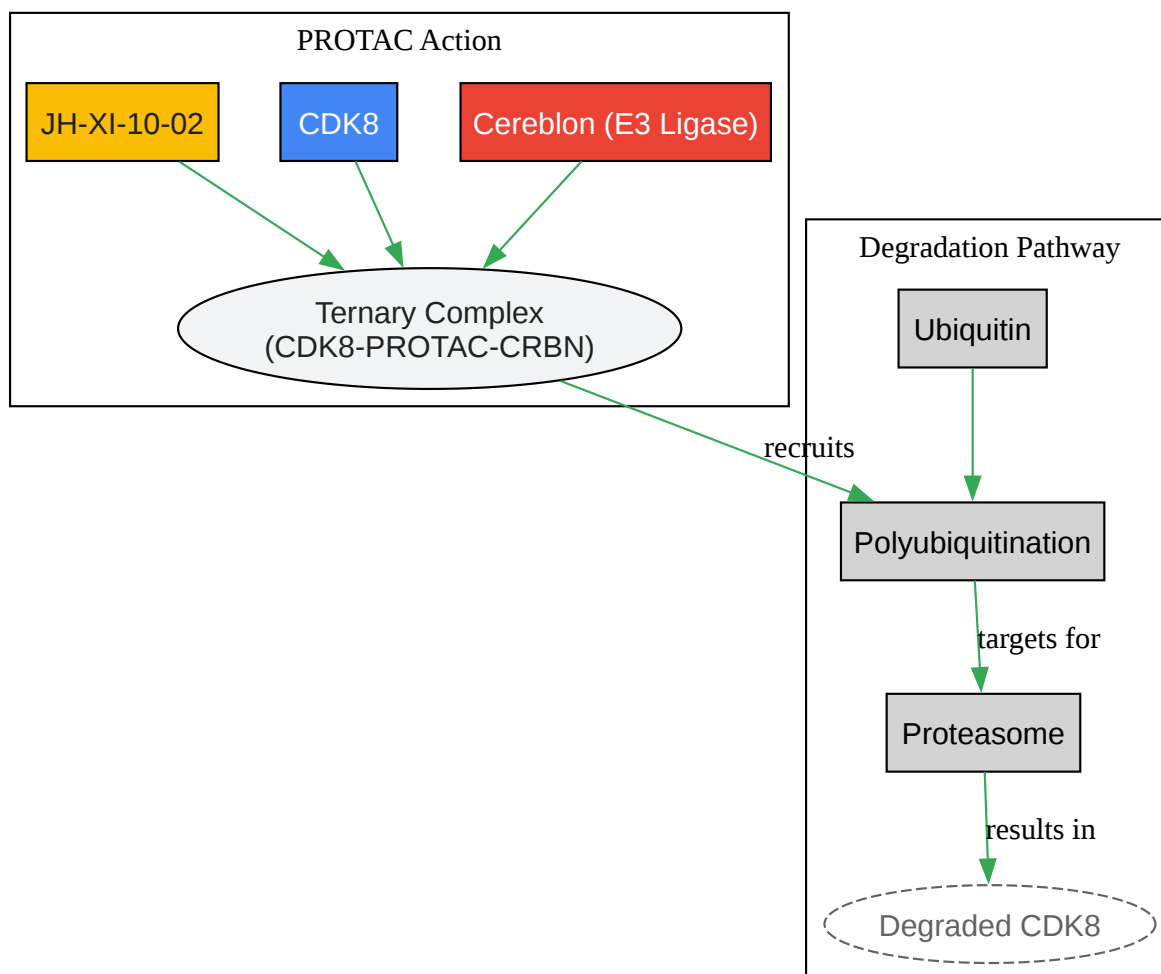 PROTAC Action
JH-XI-10-02
CDK8
Cereblon (E3 Ligase)
Ternary Complex
(CDK8-PROTAC-CRBN)
recruits
Degradation Pathway
Ubiquitin
Polyubiquitination
targets for
Proteasome
results in
Degraded CDK8